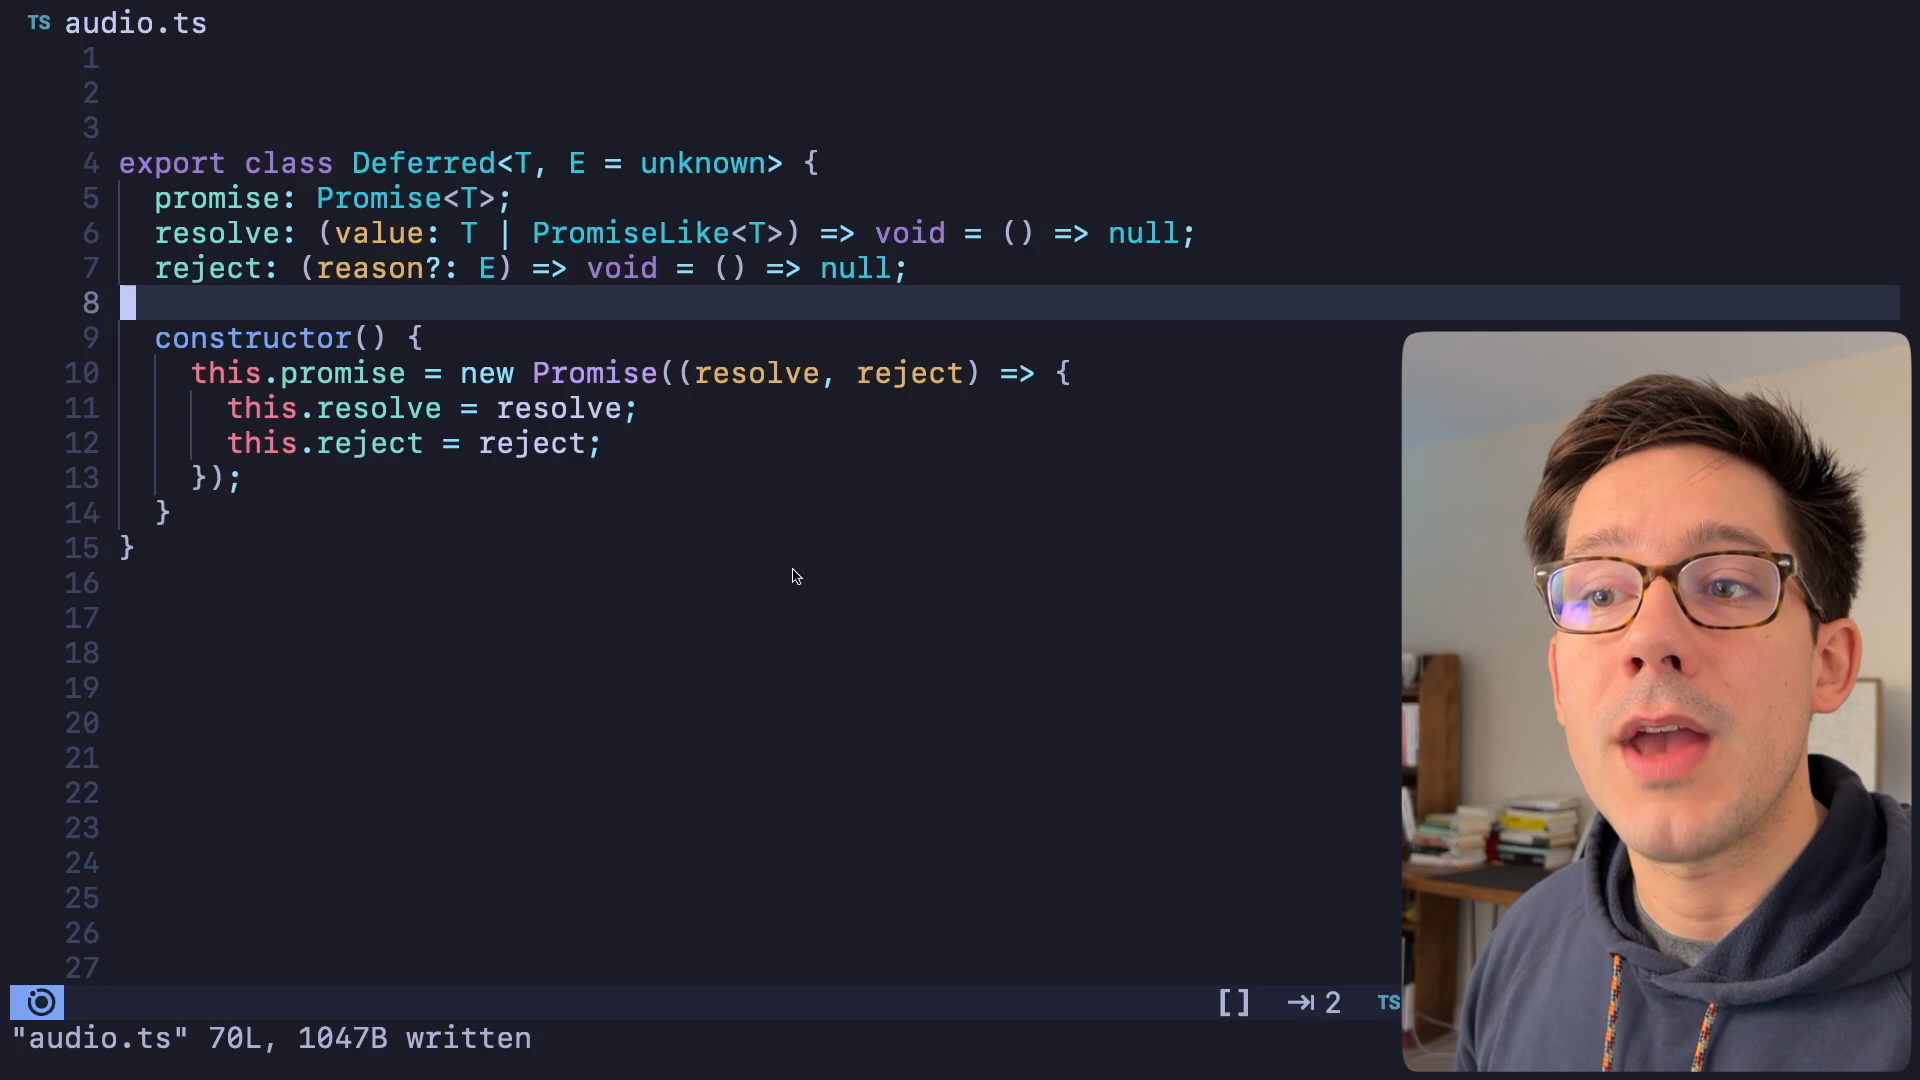 TS audio.ts
1
2
3
4 export class Deferred<T, E = unknown> {
5 promise: Promise<T>;
6 resolve: (value: T | PromiseLike<T>) => void = () => null;
7 reject: (reason?: E) => void = () => null;
8
9 constructor() {
10 this.promise = new Promise((resolve, reject) => {
11 this.resolve = resolve;
12 this.reject = reject;
13 });
14 }
15 }
16
17
18
19
20
21
22
23
24
25
26
27
[] 2 TS
"audio.ts" 70L, 1047B written